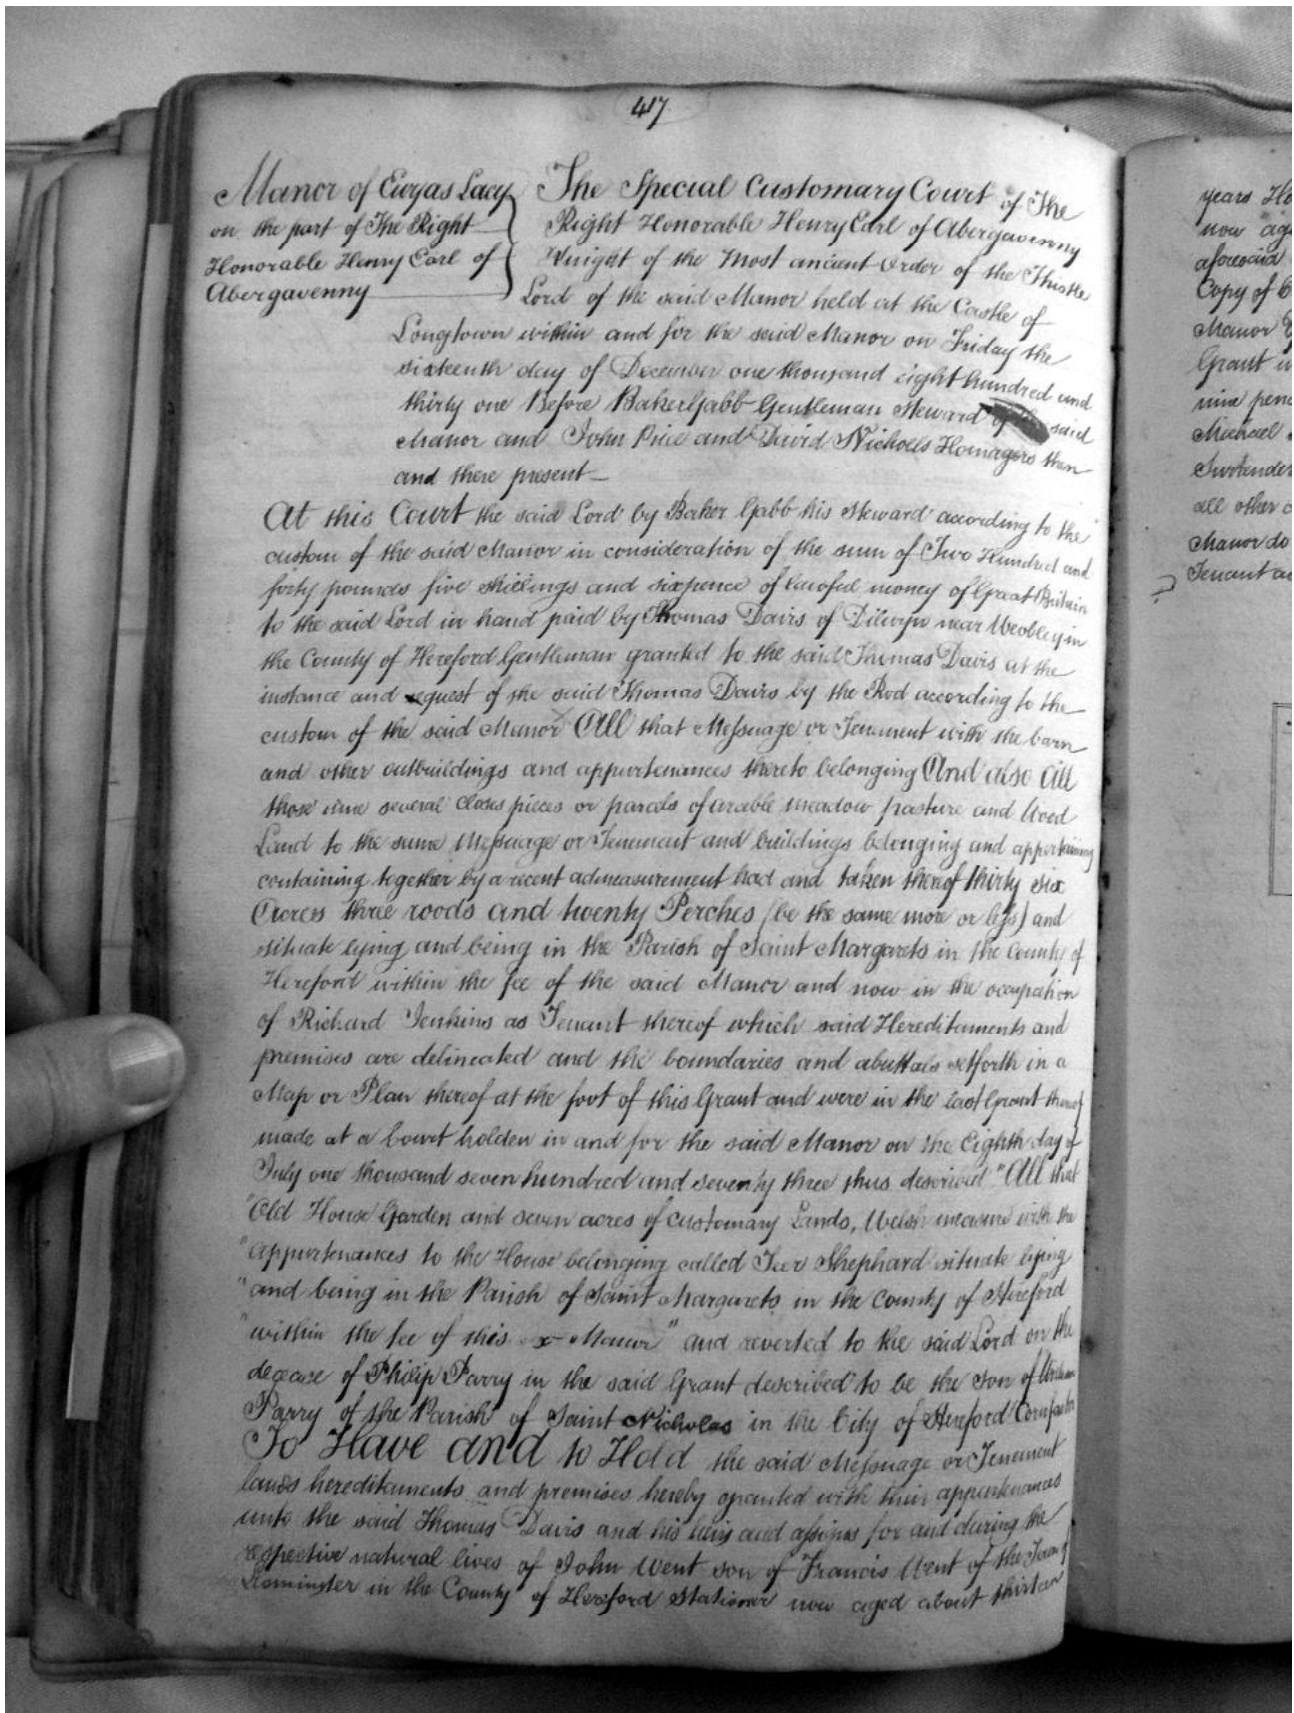 417
Manor of Ewyas Lacy
on the part of The Right
Honorable Henry Earl of
Abergavenny
The Special Customary Court of The
Right Honorable Henry Earl of Abergavenny
Knight of the Most ancient Order of the Thistle
Lord of the said Manor held at the Castle of
Longtown within and for the said Manor on Friday the
sixteenth day of December one thousand eight hundred and
thirty one Before Baker Gabb Gentleman Steward said
Manor and John Price and David Nicholls Homagers then
and there present
At this Court the said Lord by Baker Gabb his Steward according to the
custom of the said Manor in consideration of the sum of Two Hundred and
forty pounds five shillings and sixpence of lawful money of Great Britain
to the said Lord in hand paid by Thomas Davis of Dilwyn near Weobley in
the County of Hereford Gentleman granted to the said Thomas Davis at the
instance and request of the said Thomas Davis by the Rod according to the
custom of the said Manor All that Messuage or Tenement with the barn
and other outbuildings and appurtenances thereto belonging And also all
those nine several closes pieces or parcels of arable meadow pasture and Wood
Land to the same Messuage or Tenement and buildings belonging and appertaining
containing together by a recent admeasurement had and taken thereof thirty six
Acres three roods and twenty Perches (be the same more or less) and
situate lying and being in the Parish of Saint Margarets in the County of
Hereford within the fee of the said Manor and now in the occupation
of Richard Jenkins as Tenant thereof which said Hereditaments and
premises are delineated and the boundaries and abuttals setforth in a
Map or Plan thereof at the foot of this Grant and were in the last Grant thereof
made at a Court holden in and for the said Manor on the Eighth day of
July one thousand seven hundred and seventy three thus described "All that
"Old House Garden and seven acres of customary Lands, Welsh measure with the
"appurtenances to the House belonging called Teer Shephard situate lying
"and being in the Parish of Saint Margarets in the County of Hereford
"within the fee of this Manor" and reverted to the said Lord on the
decease of Philip Parry in the said Grant described to be the son of William
Parry of the Parish of Saint Nicholas in the City of Hereford Cornfactor
To Have and to Hold the said Messuage or Tenement
lands hereditaments and premises hereby granted with their appurtenances
unto the said Thomas Davis and his heirs and assigns for and during the
respective natural lives of John Went son of Francis Went of the Town of
Leominster in the County of Hereford Stationer now aged about thirteen
years
now
aforesaid
Copy of
Manor
Grant
nine
Michael
Surrender
all other
Manor do
Tenant